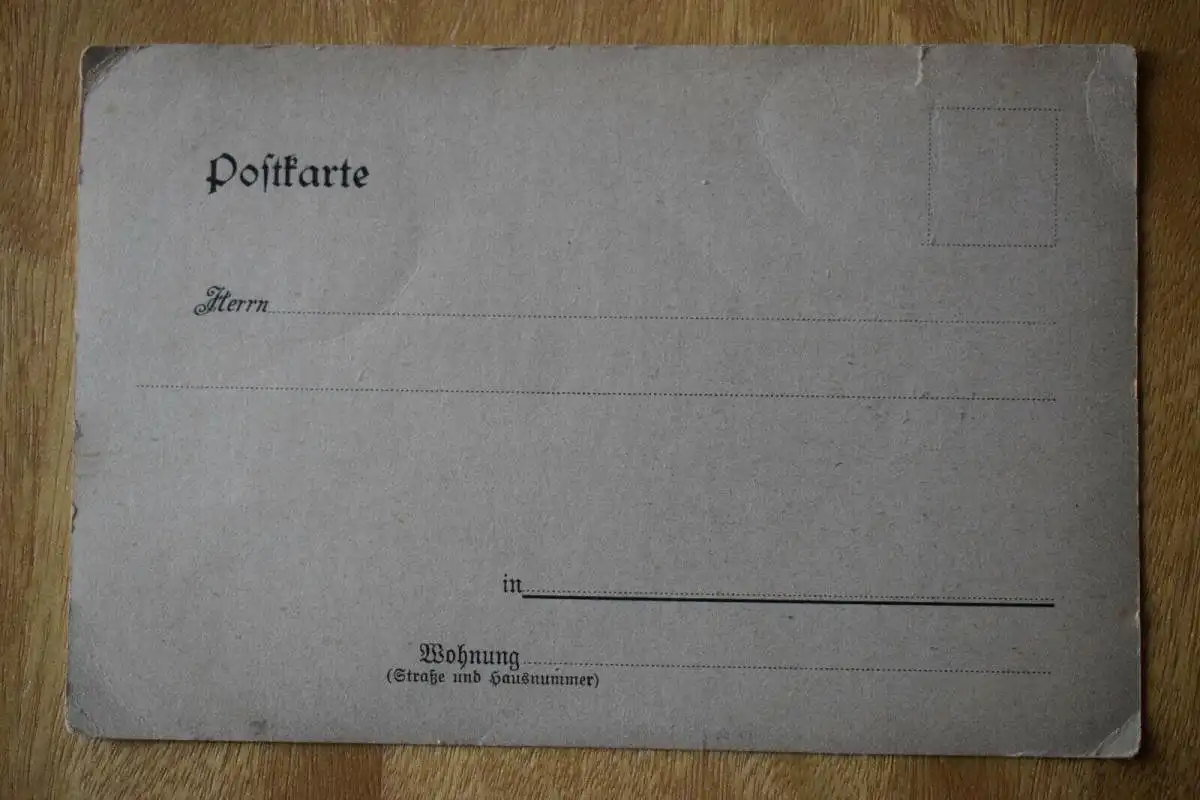 Poſtkarte
Herrn
in
Wohnung
(Straße und Hausnummer)